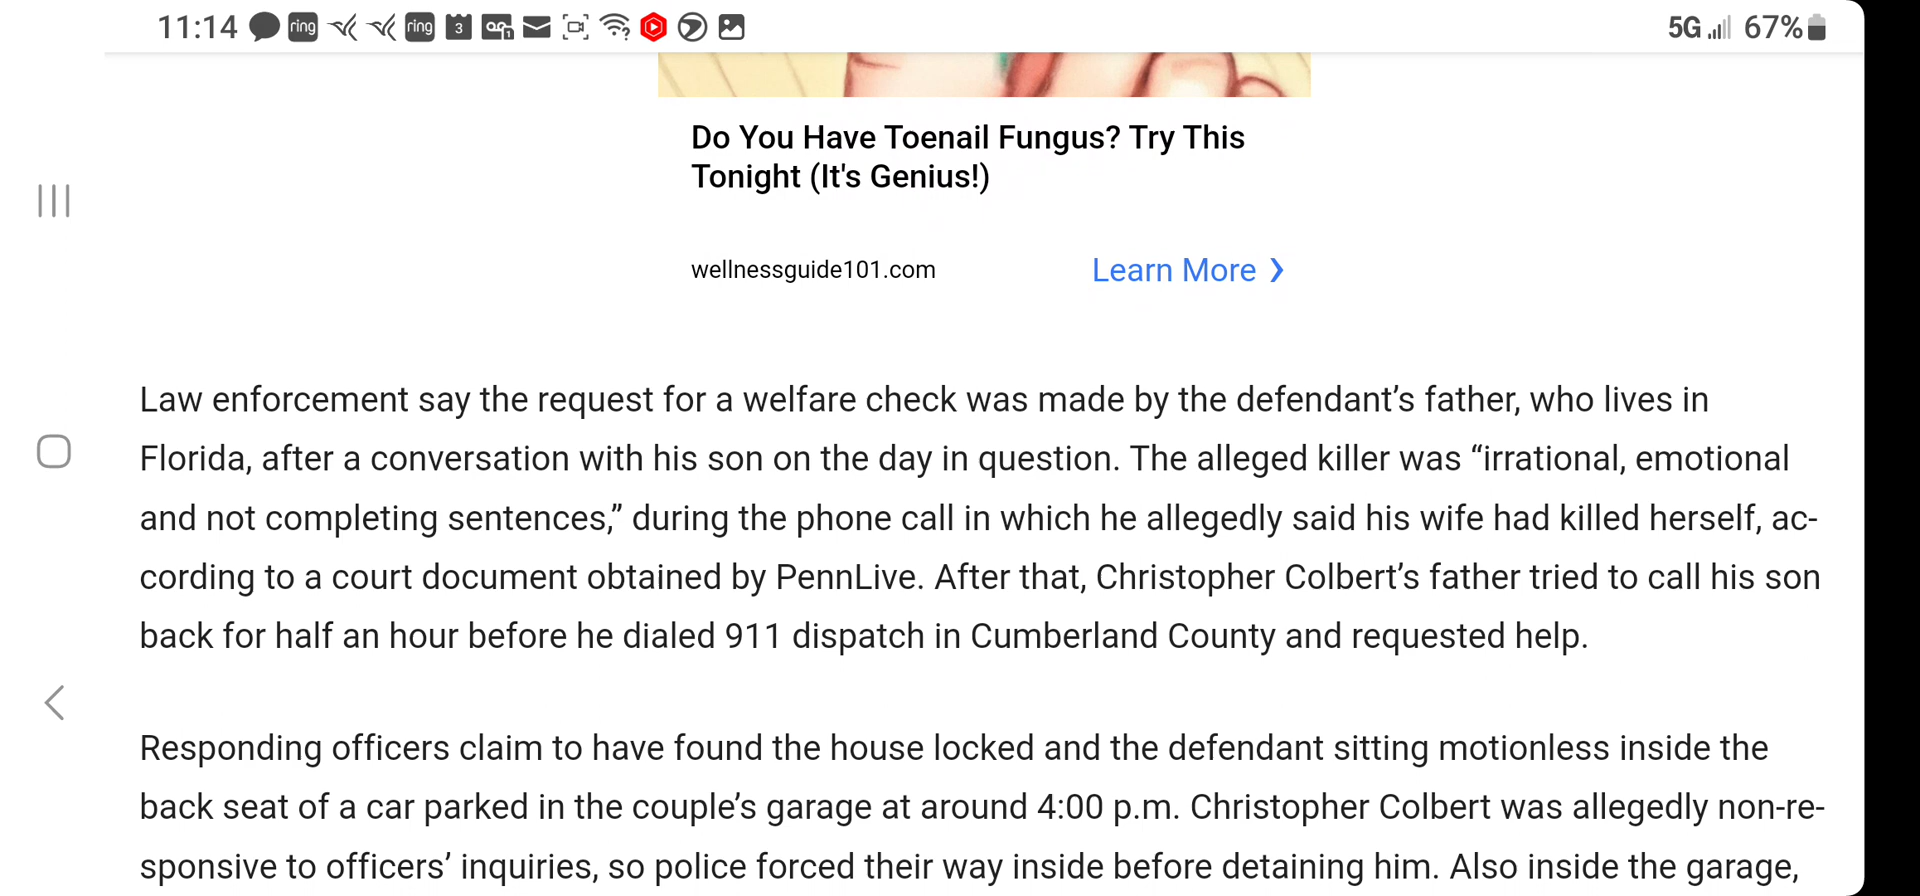 11:14 ring ring 3 1 5G 67%
Do You Have Toenail Fungus? Try This
Tonight (It's Genius!)
wellnessguide101.com Learn More ❯
Law enforcement say the request for a welfare check was made by the defendant’s father, who lives in
Florida, after a conversation with his son on the day in question. The alleged killer was “irrational, emotional
and not completing sentences,” during the phone call in which he allegedly said his wife had killed herself, ac-
cording to a court document obtained by PennLive. After that, Christopher Colbert’s father tried to call his son
back for half an hour before he dialed 911 dispatch in Cumberland County and requested help.
Responding officers claim to have found the house locked and the defendant sitting motionless inside the
back seat of a car parked in the couple’s garage at around 4:00 p.m. Christopher Colbert was allegedly non-re-
sponsive to officers’ inquiries, so police forced their way inside before detaining him. Also inside the garage,